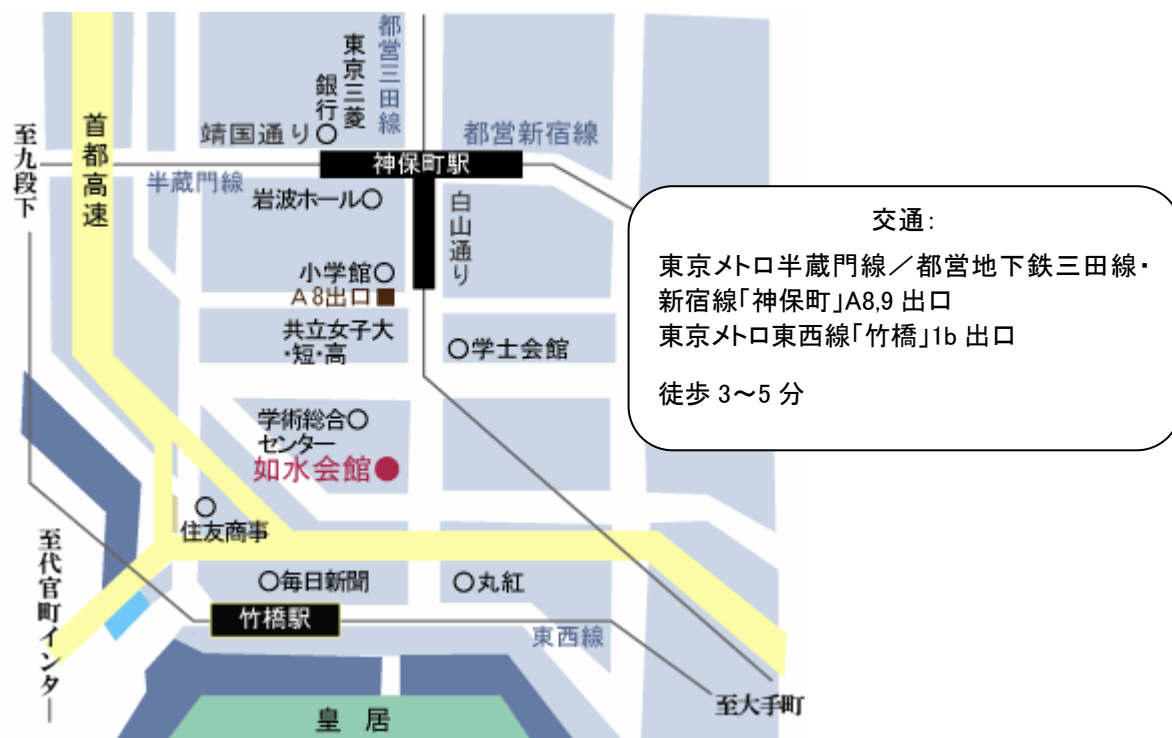 都営三田線
東京三菱
銀行
靖国通り
都営新宿線
至九段下
首都高速
半蔵門線
神保町駅
岩波ホール
白山通り
小学館
A8出口
共立女子大
・短・高
学士会館
学術総合
センター
如水会館
住友商事
至代官町インター
毎日新聞
丸紅
竹橋駅
東西線
至大手町
皇居
交通:
東京メトロ半蔵門線/都営地下鉄三田線・
新宿線「神保町」A8,9 出口
東京メトロ東西線「竹橋」1b 出口
徒歩 3~5 分